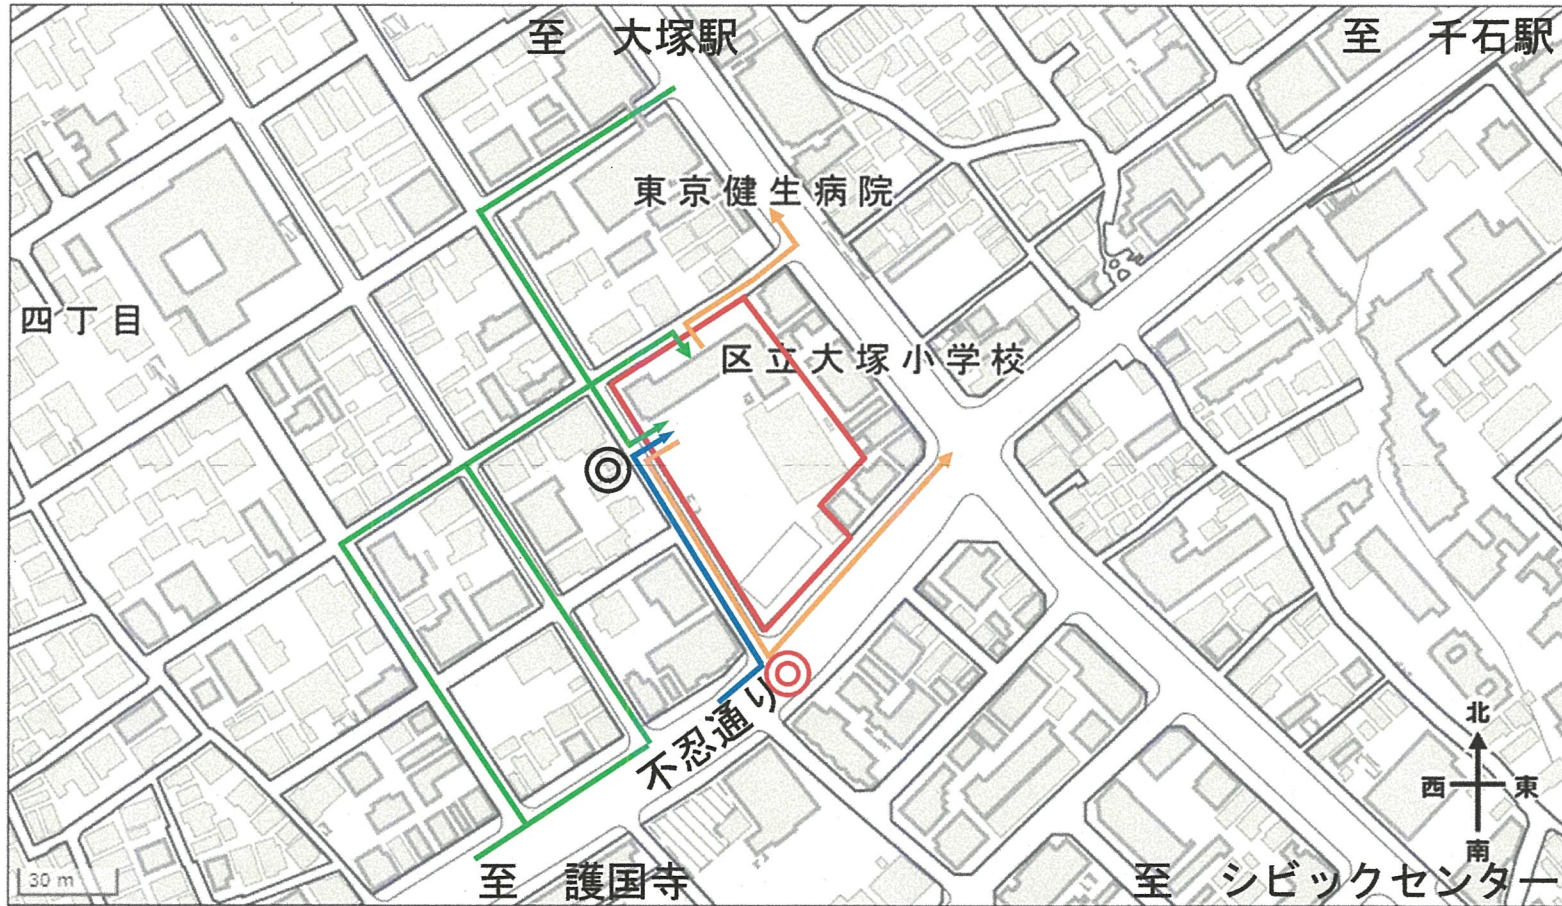 至 大塚駅
至 千石駅
東京健生病院
四丁目
区立大塚小学校
不忍通り
北
西 東
南
30 m
至 護国寺
至 シビックセンター